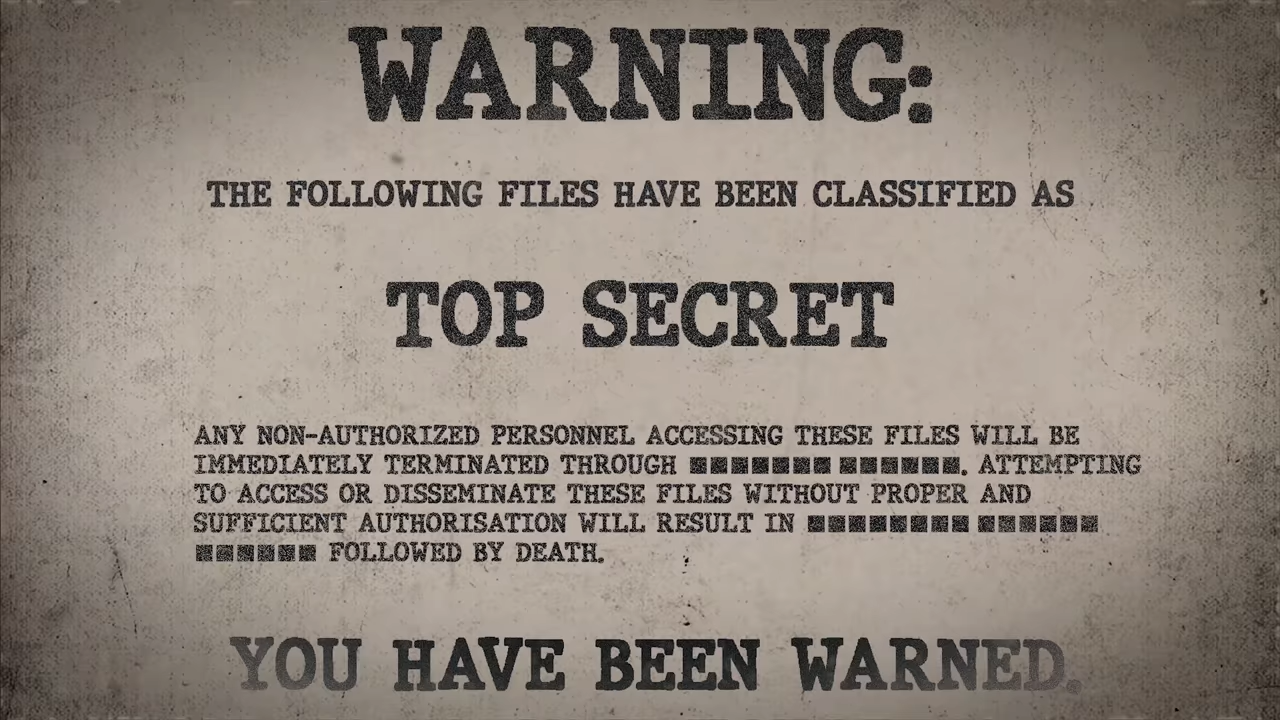 WARNING:
THE FOLLOWING FILES HAVE BEEN CLASSIFIED AS
TOP SECRET
ANY NON-AUTHORIZED PERSONNEL ACCESSING THESE FILES WILL BE
IMMEDIATELY TERMINATED THROUGH ■■■■■■■ ■■■■■■. ATTEMPTING
TO ACCESS OR DISSEMINATE THESE FILES WITHOUT PROPER AND
SUFFICIENT AUTHORISATION WILL RESULT IN ■■■■■■■■ ■■■■■■
■■■■■■ FOLLOWED BY DEATH.
YOU HAVE BEEN WARNED.